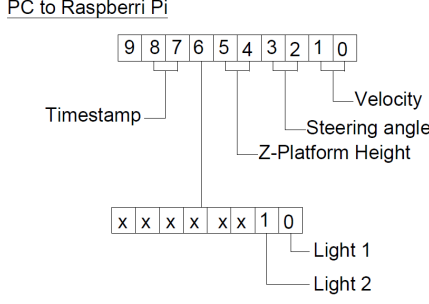 PC to Raspberri Pi
9 8 7 6 5 4 3 2 1 0
Velocity
Timestamp
Steering angle
Z-Platform Height
x x x x x x 1 0
Light 1
Light 2